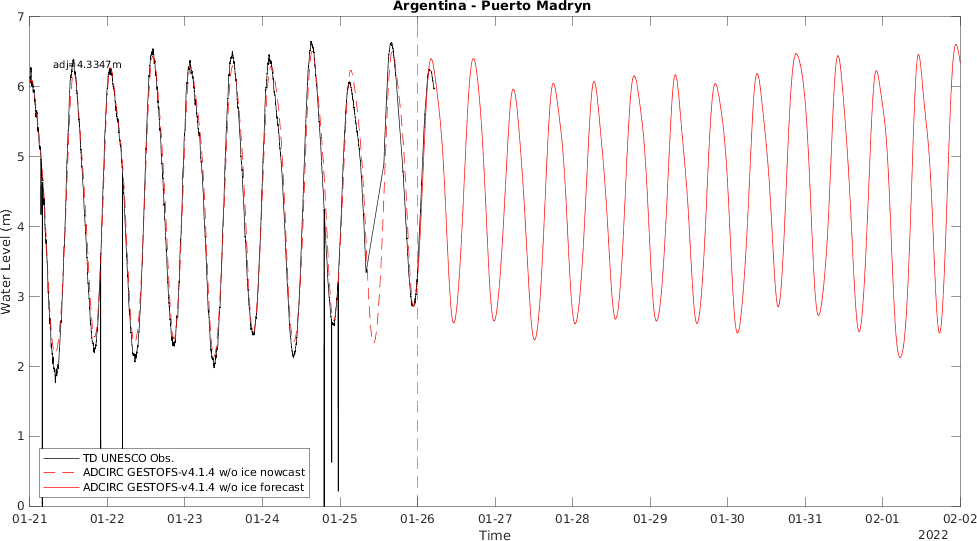 Argentina - Puerto Madryn
7
6
5
4
3
2
1
0
Water Level (m)
adj=4.3347m
TD UNESCO Obs.
ADCIRC GESTOFS-v4.1.4 w/o ice nowcast
ADCIRC GESTOFS-v4.1.4 w/o ice forecast
01-21 01-22 01-23 01-24 01-25 01-26 01-27 01-28 01-29 01-30 01-31 02-01 02-02
Time
2022